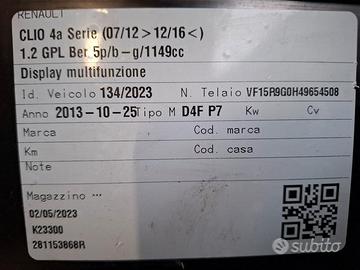 RENAULT
CLIO 4a Serie (07/12>12/16<)
1.2 GPL Ber 5p/b-g/1149cc
Display multifunzione
Id. Veicolo 134/2023 N. Telaio VF15R9G0H49654508
Anno 2013-10-25 Tipo M D4F P7 Kw Cv
Marca Cod. marca
Km Cod. casa
Note
Magazzino ...
02/05/2023
K23300
281153868R
subito